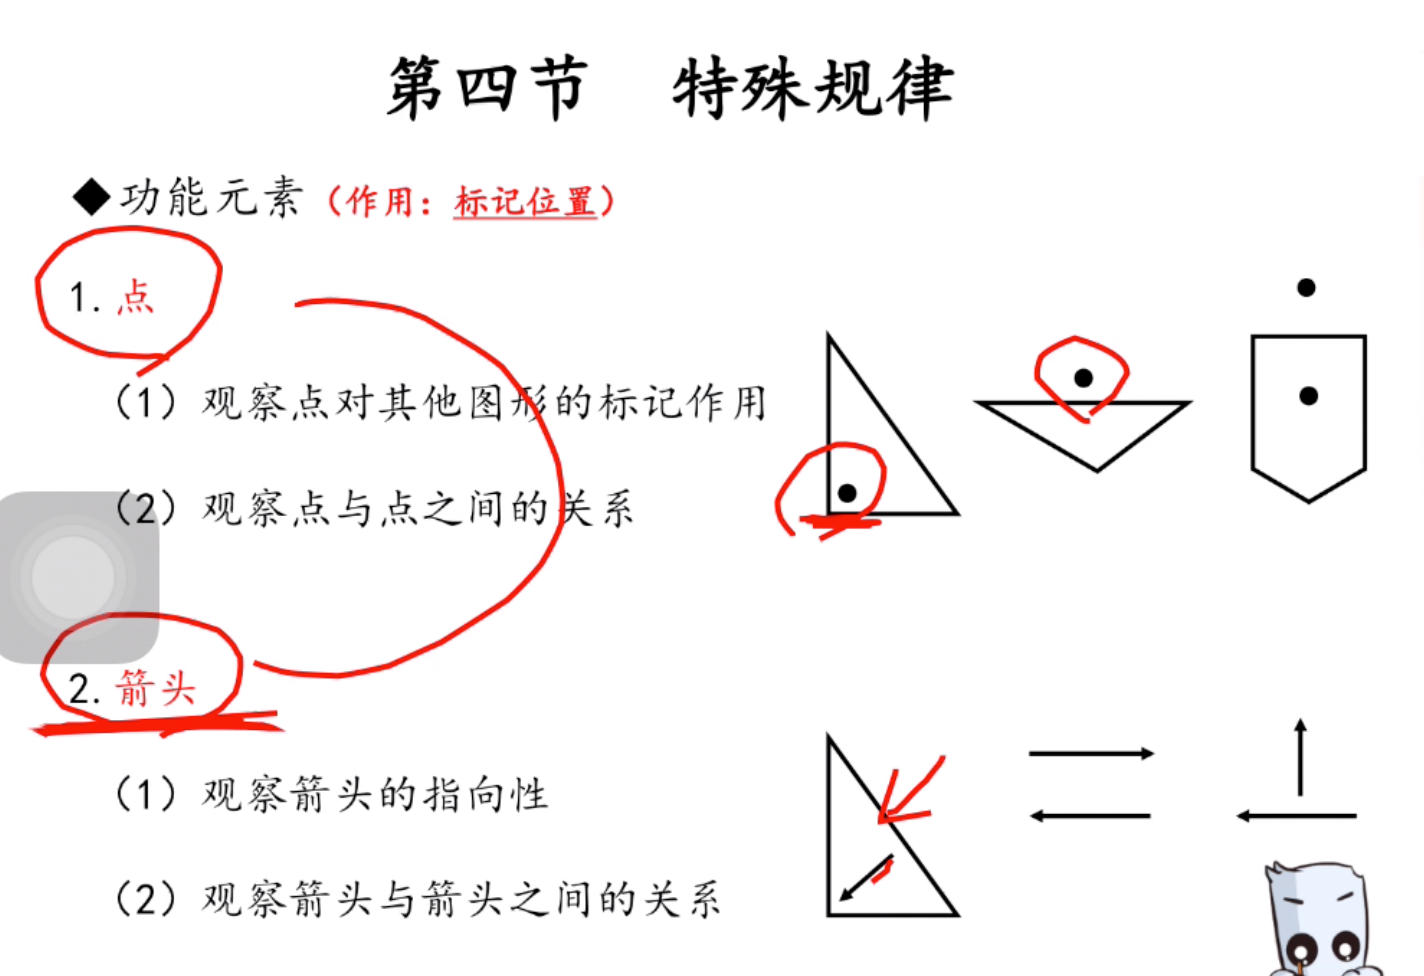 第四节 特殊规律
◆功能元素（作用：标记位置）
1.点
（1）观察点对其他图形的标记作用
（2）观察点与点之间的关系
2.箭头
（1）观察箭头的指向性
（2）观察箭头与箭头之间的关系